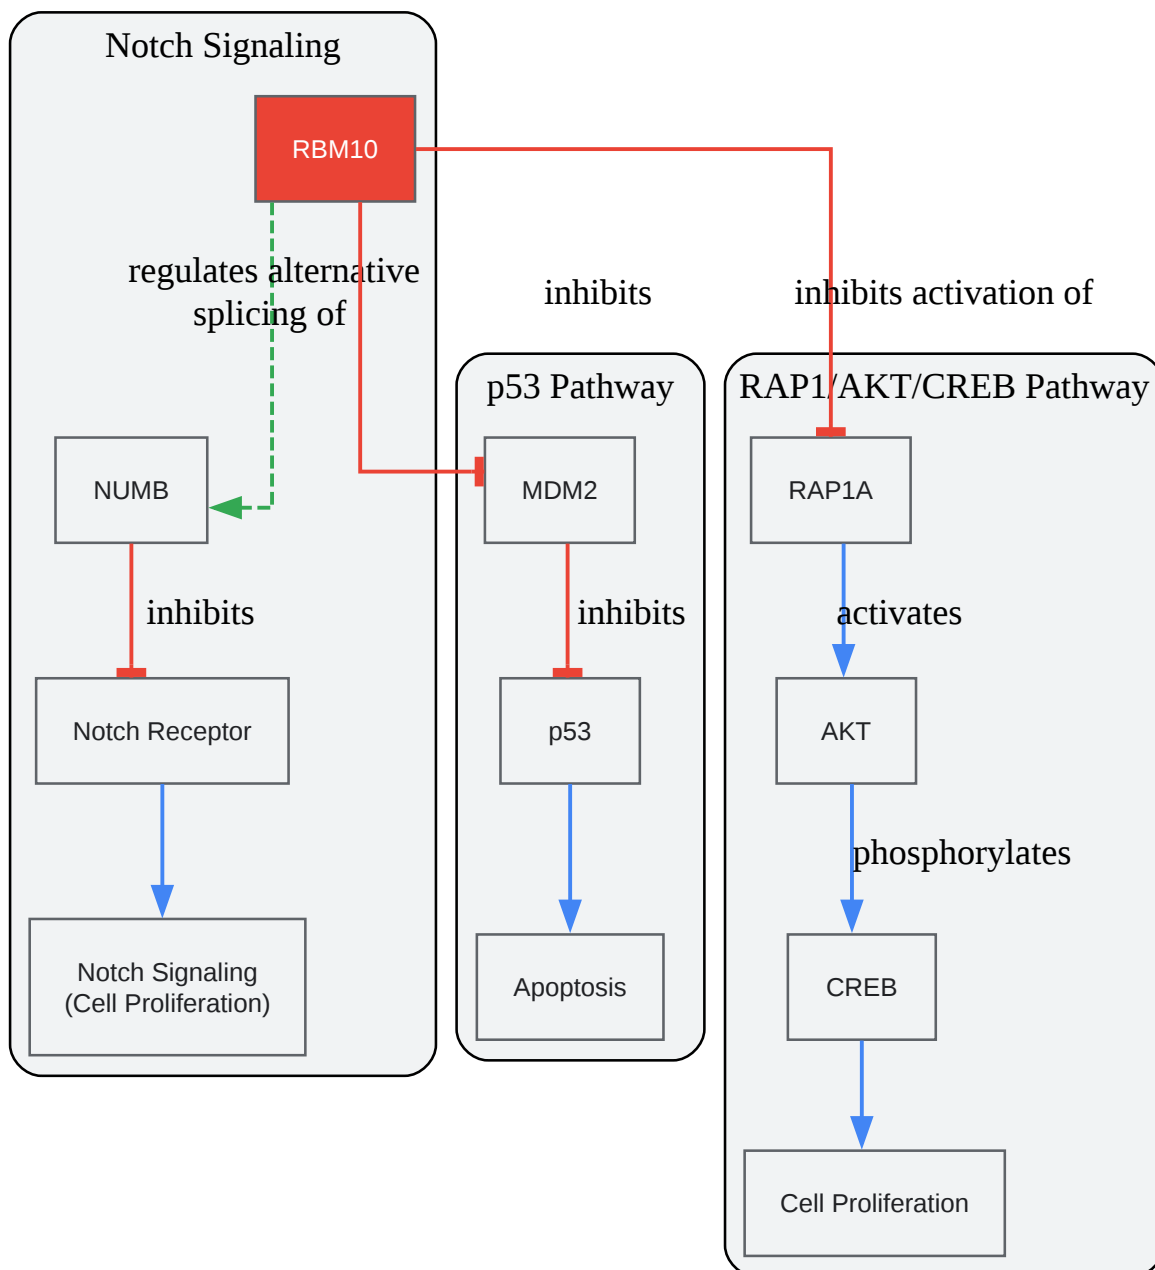 Notch Signaling
RBM10
regulates alternative
splicing of
inhibits
inhibits activation of
p53 Pathway
RAP1/AKT/CREB Pathway
NUMB
MDM2
RAP1A
inhibits
inhibits
activates
Notch Receptor
p53
AKT
phosphorylates
Notch Signaling
(Cell Proliferation)
Apoptosis
CREB
Cell Proliferation